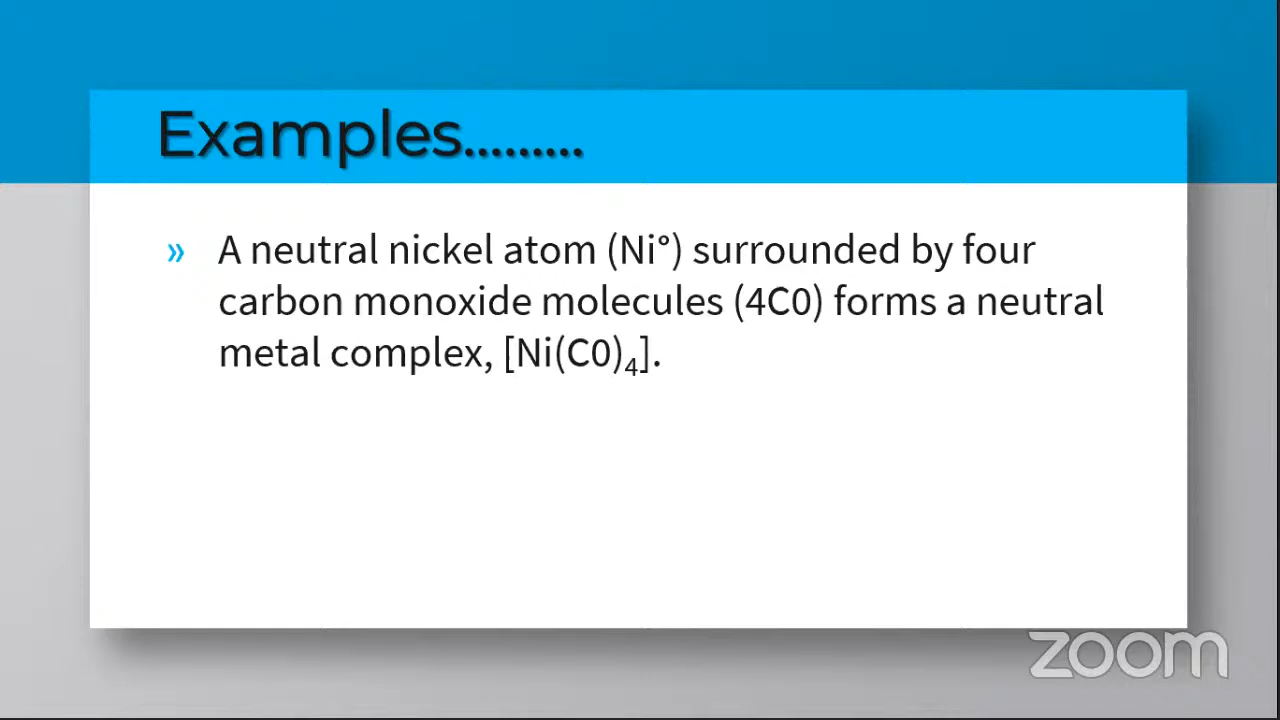 Examples.........
» A neutral nickel atom (Ni°) surrounded by four
carbon monoxide molecules (4C0) forms a neutral
metal complex, [Ni(C0)₄].
zoom